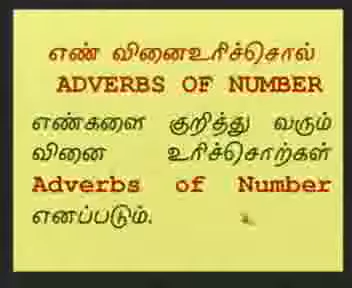 எண் வினைஉரிச்சொல்
ADVERBS OF NUMBER
எண்களை குறித்து வரும்
வினை உரிச்சொற்கள்
Adverbs of Number
எனப்படும்.